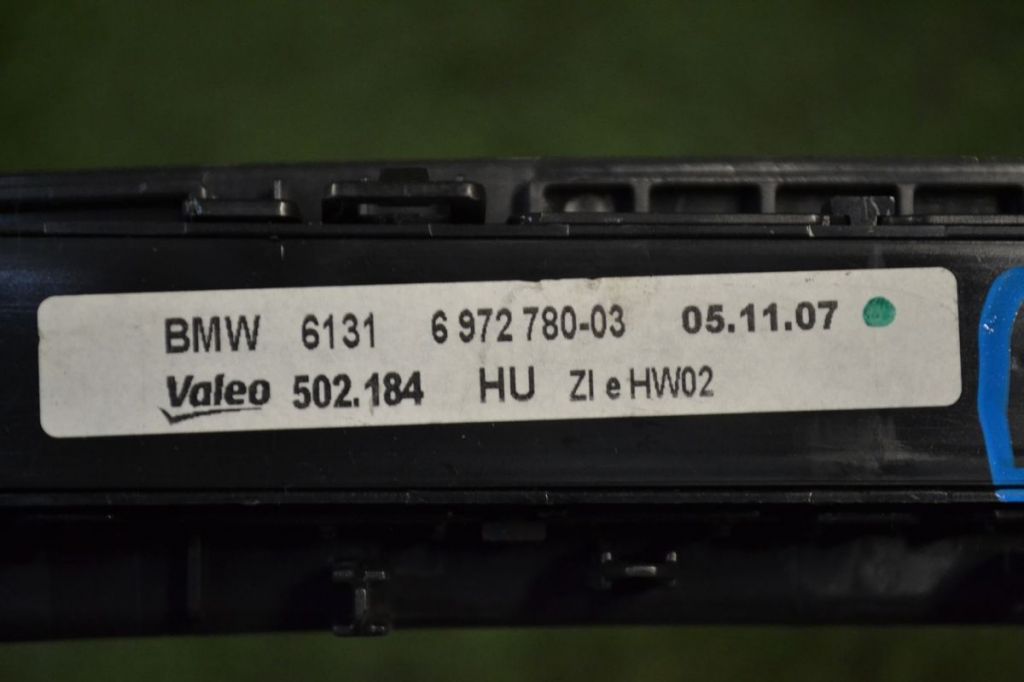 BMW 6131 6 972 780-03 05.11.07
Valeo 502.184 HU ZI e HW02